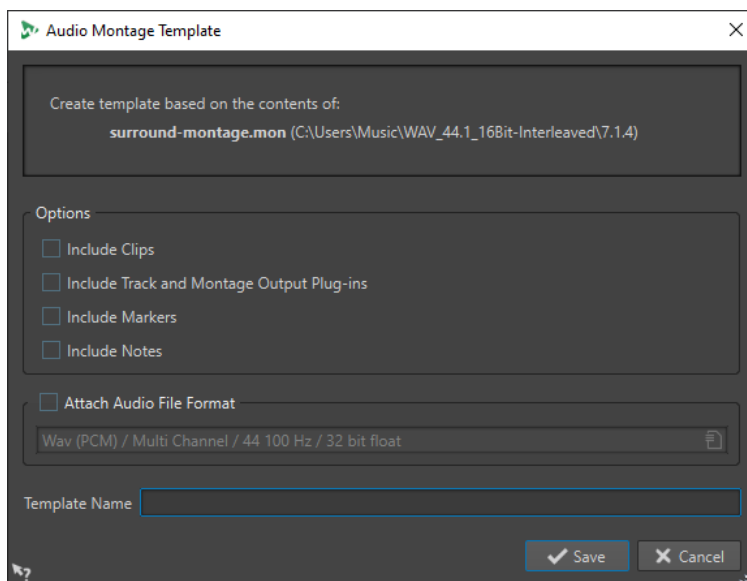 Audio Montage Template
Create template based on the contents of:
surround-montage.mon (C:\Users\Music\WAV_44.1_16Bit-Interleaved\7.1.4)
Options
Include Clips
Include Track and Montage Output Plug-ins
Include Markers
Include Notes
Attach Audio File Format
Wav (PCM) / Multi Channel / 44 100 Hz / 32 bit float
Template Name
Save Cancel